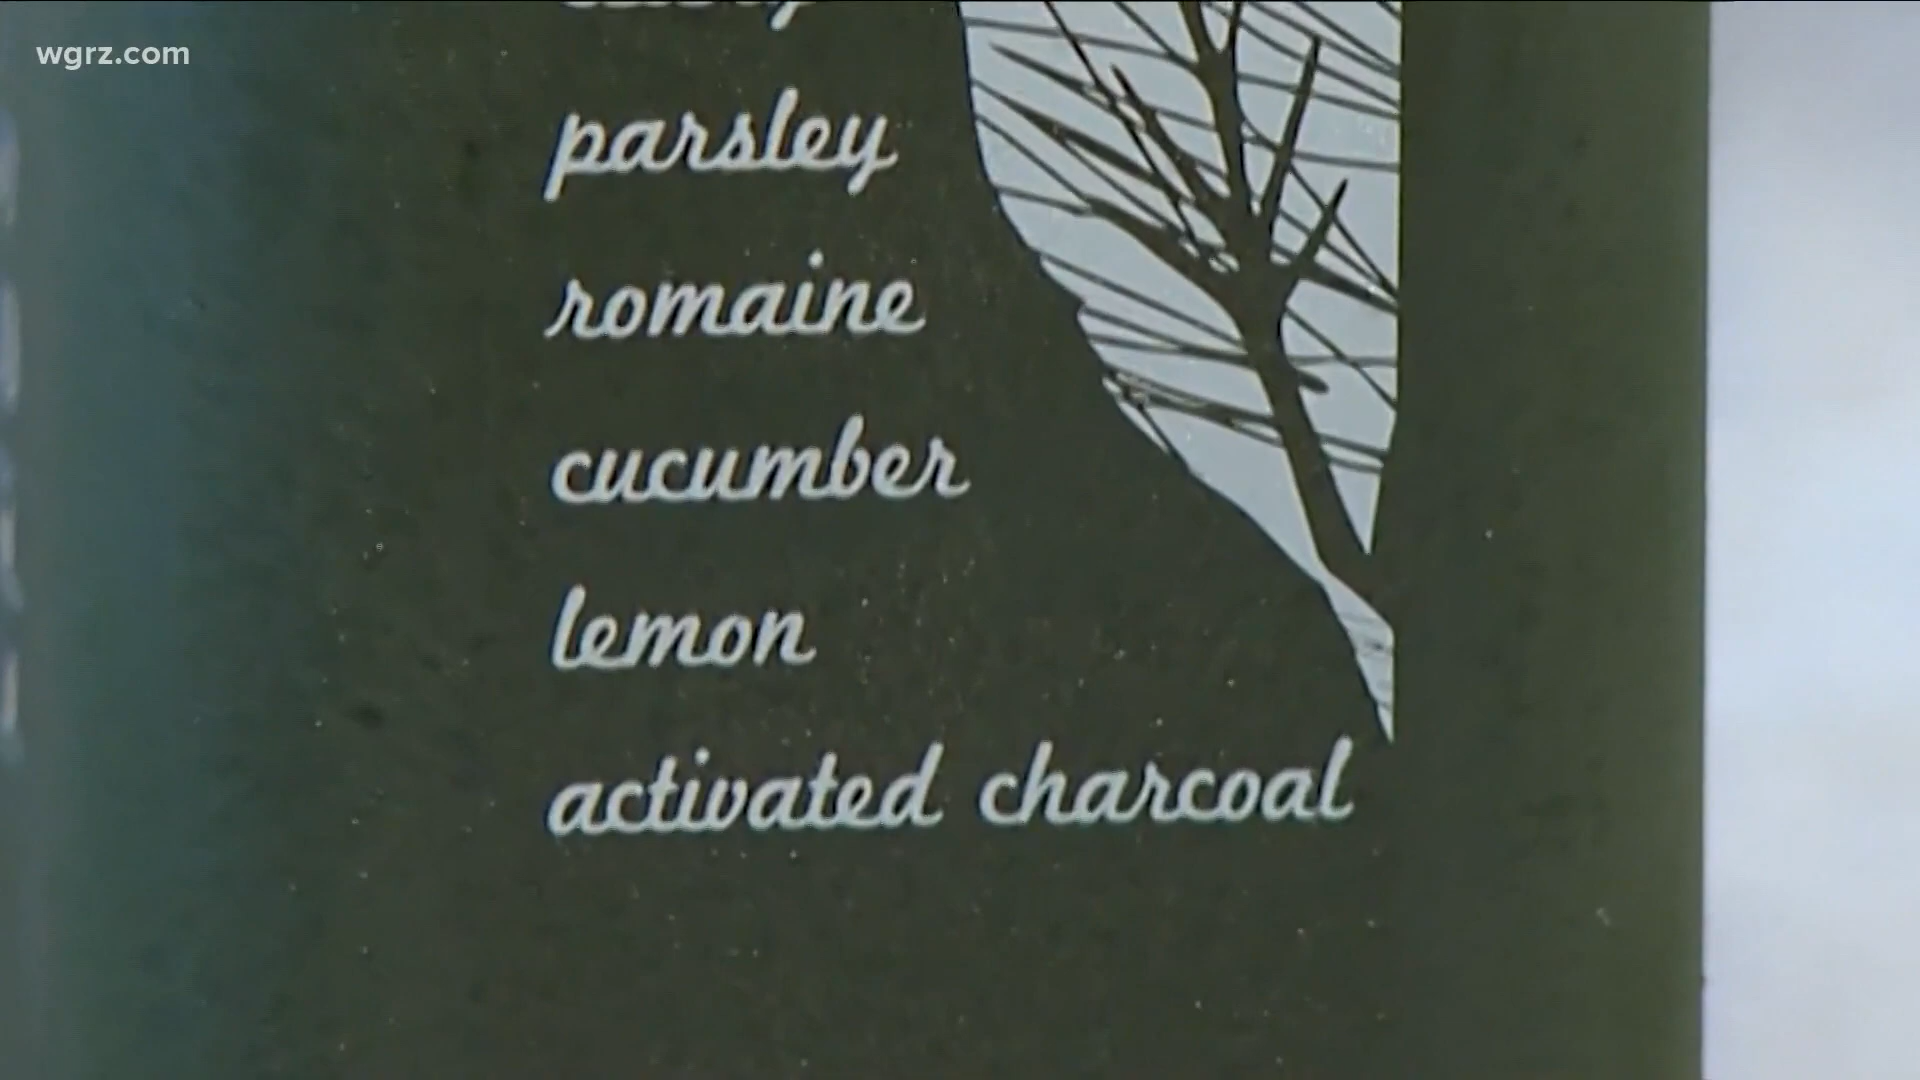 wgrz.com
parsley
romaine
cucumber
lemon
activated charcoal